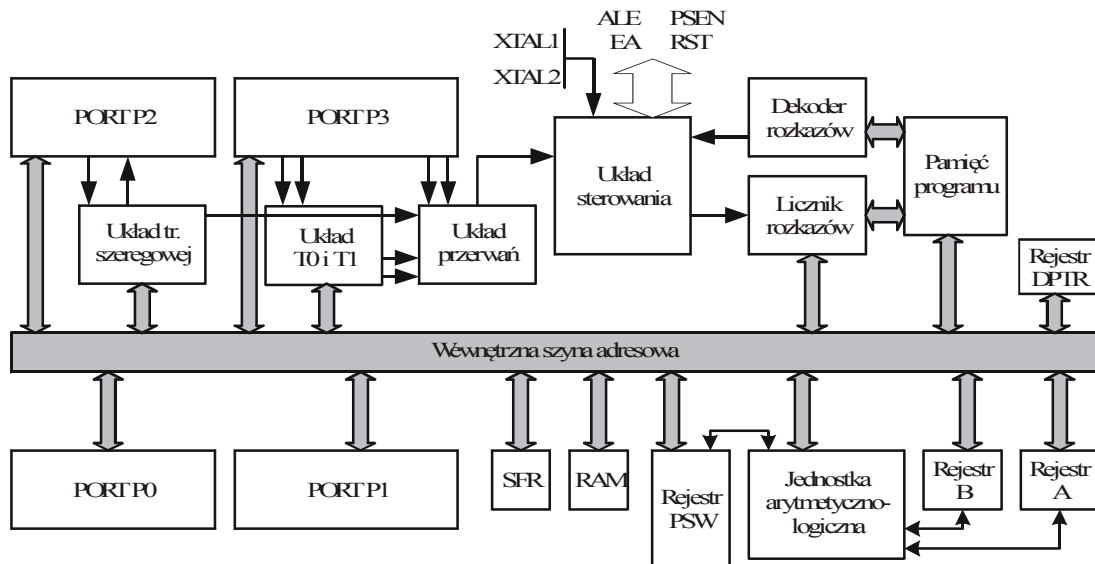 ALE PSEN
XTAL1 EA RST
XTAL2
PORT P2
PORT P3
Dekoder
rozkazów
Układ
sterowania
Pamięć
programu
Układ tr.
szeregowej
Układ
T0 i T1
Układ
przerwań
Licznik
rozkazów
Rejestr
DPTR
Wewnętrzna szyna adresowa
PORT P0
PORT P1
SFR
RAM
Rejestr
PSW
Jednostka
arytmetyczno-
logiczna
Rejestr
B
Rejestr
A